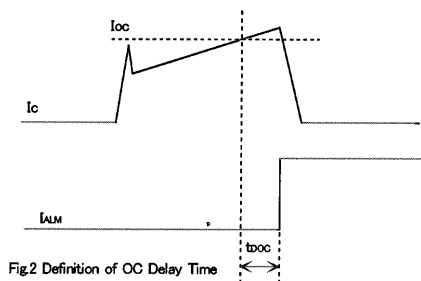 Ioc
Ic
IALM
tDOC
Fig.2 Definition of OC Delay Time